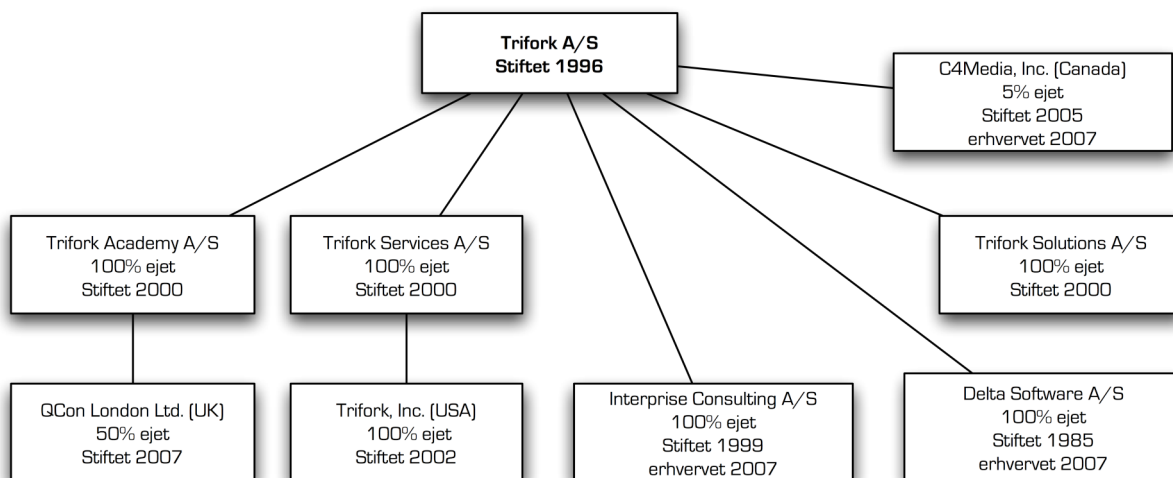 Trifork A/S
Stiftet 1996
C4Media, Inc. (Canada)
5% ejet
Stiftet 2005
erhvervet 2007
Trifork Academy A/S
100% ejet
Stiftet 2000
Trifork Services A/S
100% ejet
Stiftet 2000
Trifork Solutions A/S
100% ejet
Stiftet 2000
QCon London Ltd. (UK)
50% ejet
Stiftet 2007
Trifork, Inc. (USA)
100% ejet
Stiftet 2002
Interprise Consulting A/S
100% ejet
Stiftet 1999
erhvervet 2007
Delta Software A/S
100% ejet
Stiftet 1985
erhvervet 2007